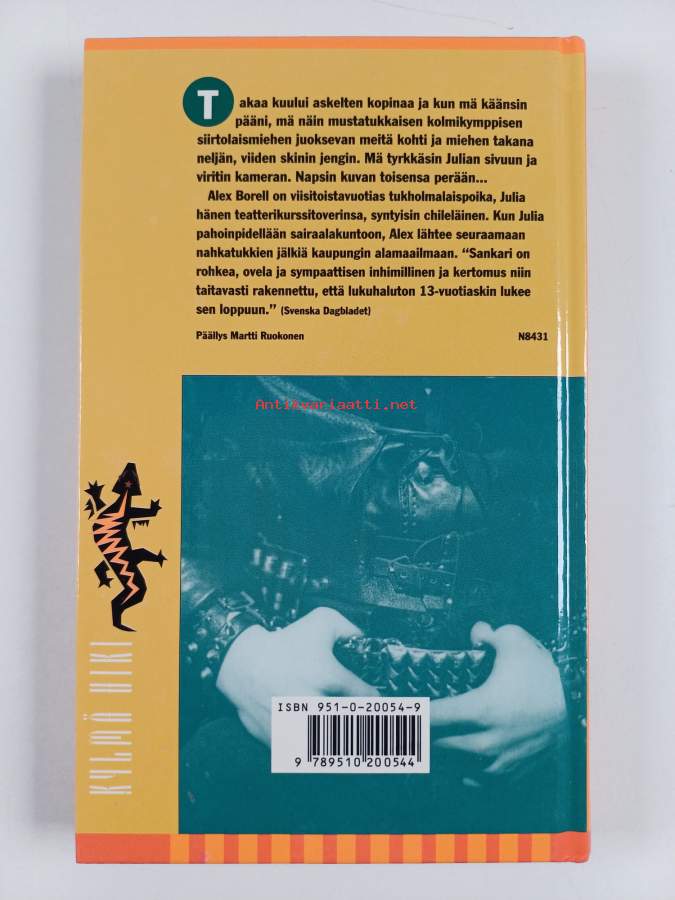 Takaa kuului askelten kopinaa ja kun mä käänsin
pääni, mä näin mustatukkaisen kolmikymppisen
siirtolaismiehen juoksevan meitä kohti ja miehen takana
neljän, viiden skinin jengin. Mä tyrkkäsin Julian sivuun ja
viritin kameran. Napsin kuvan toisensa perään...
Alex Borell on viisitoistavuotias tukholmalaispoika, Julia
hänen teatterikurssitoverinsa, syntyisin chileläinen. Kun Julia
pahoinpidellään sairaalakuntoon, Alex lähtee seuraamaan
nahkatukkien jälkiä kaupungin alamaailmaan. “Sankari on
rohkea, ovela ja sympaattisen inhimillinen ja kertomus niin
taitavasti rakennettu, että lukuhaluton 13-vuotiaskin lukee
sen loppuun.” (Svenska Dagbladet)
Päällys Martti Ruokonen N8431
Antikvariaatti.net
KYLMÄ HIKI
ISBN 951-0-20054-9
9 789510 200544